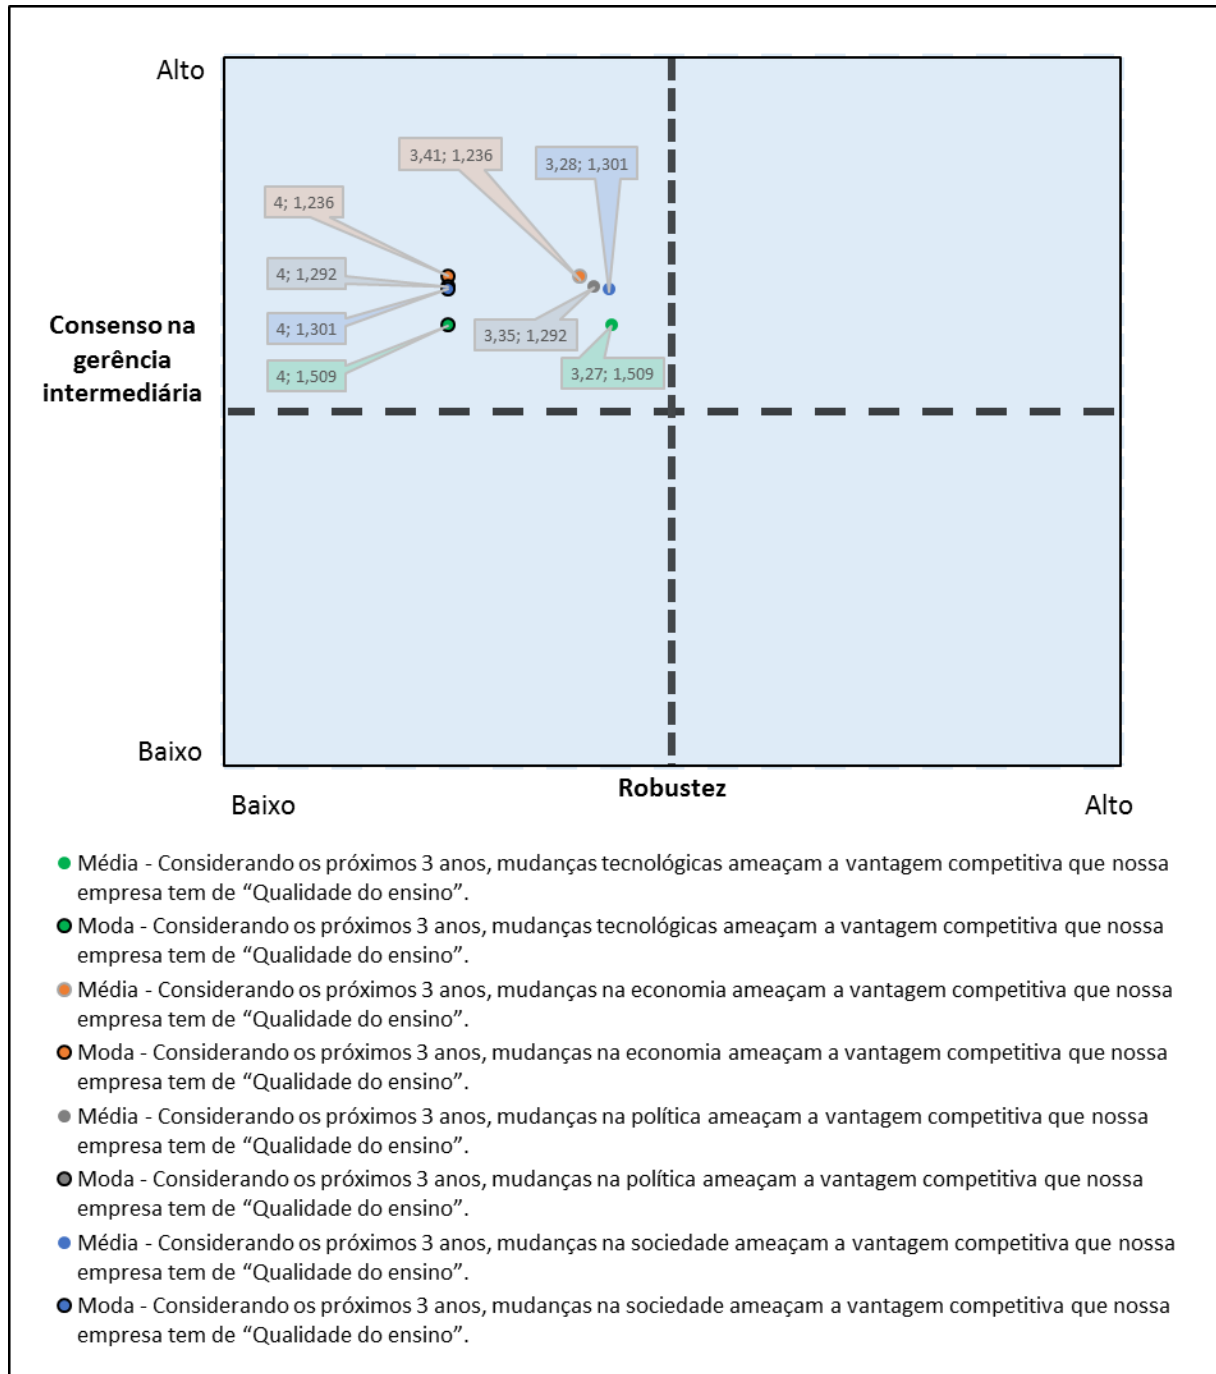 Alto
3,41; 1,236
3,28; 1,301
4; 1,236
4; 1,292
4; 1,301
4; 1,509
3,35; 1,292
3,27; 1,509
Consenso na
gerência
intermediária
Baixo
Baixo
Robustez
Alto
Média - Considerando os próximos 3 anos, mudanças tecnológicas ameaçam a vantagem competitiva que nossa
empresa tem de “Qualidade do ensino”.
Moda - Considerando os próximos 3 anos, mudanças tecnológicas ameaçam a vantagem competitiva que nossa
empresa tem de “Qualidade do ensino”.
Média - Considerando os próximos 3 anos, mudanças na economia ameaçam a vantagem competitiva que nossa
empresa tem de “Qualidade do ensino”.
Moda - Considerando os próximos 3 anos, mudanças na economia ameaçam a vantagem competitiva que nossa
empresa tem de “Qualidade do ensino”.
Média - Considerando os próximos 3 anos, mudanças na política ameaçam a vantagem competitiva que nossa
empresa tem de “Qualidade do ensino”.
Moda - Considerando os próximos 3 anos, mudanças na política ameaçam a vantagem competitiva que nossa
empresa tem de “Qualidade do ensino”.
Média - Considerando os próximos 3 anos, mudanças na sociedade ameaçam a vantagem competitiva que nossa
empresa tem de “Qualidade do ensino”.
Moda - Considerando os próximos 3 anos, mudanças na sociedade ameaçam a vantagem competitiva que nossa
empresa tem de “Qualidade do ensino”.